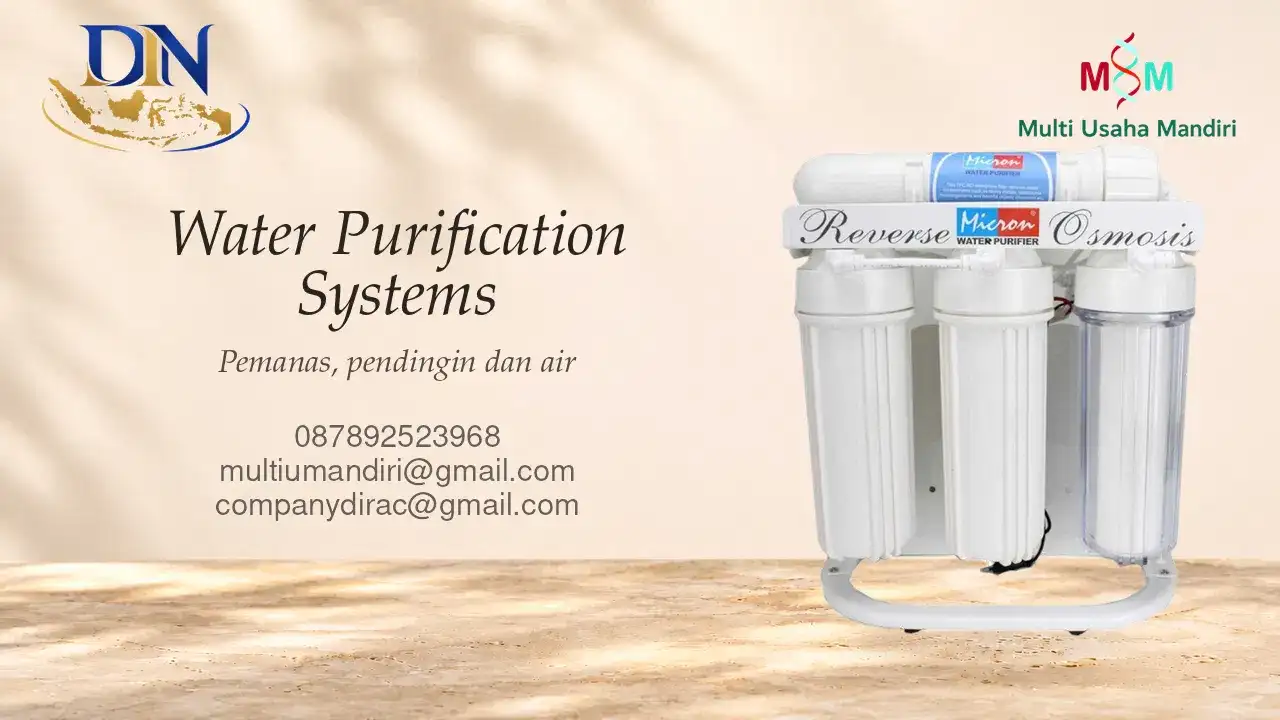 DIN
M M
Multi Usaha Mandiri
Micron
WATER PURIFIER
Reverse Micron Osmosis
WATER PURIFIER
Water Purification
Systems
Pemanas, pendingin dan air
087892523968
multiumandiri@gmail.com
companydirac@gmail.com